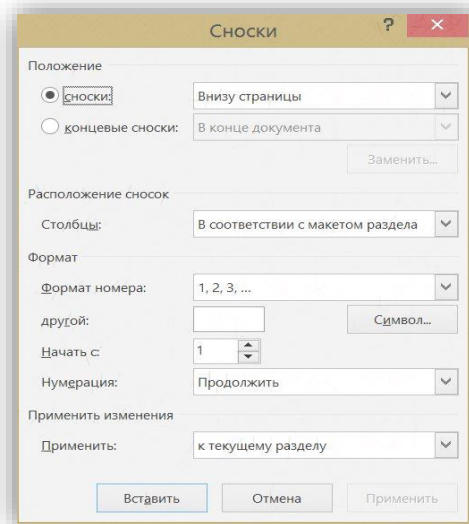 Сноски ?
Положение
сноски: Внизу страницы
концевые сноски: В конце документа
Заменить...
Расположение сносок
Столбцы: В соответствии с макетом раздела
Формат
Формат номера: 1, 2, 3, ...
другой: Символ...
Начать с: 1
Нумерация: Продолжить
Применить изменения
Применить: к текущему разделу
Вставить Отмена Применить